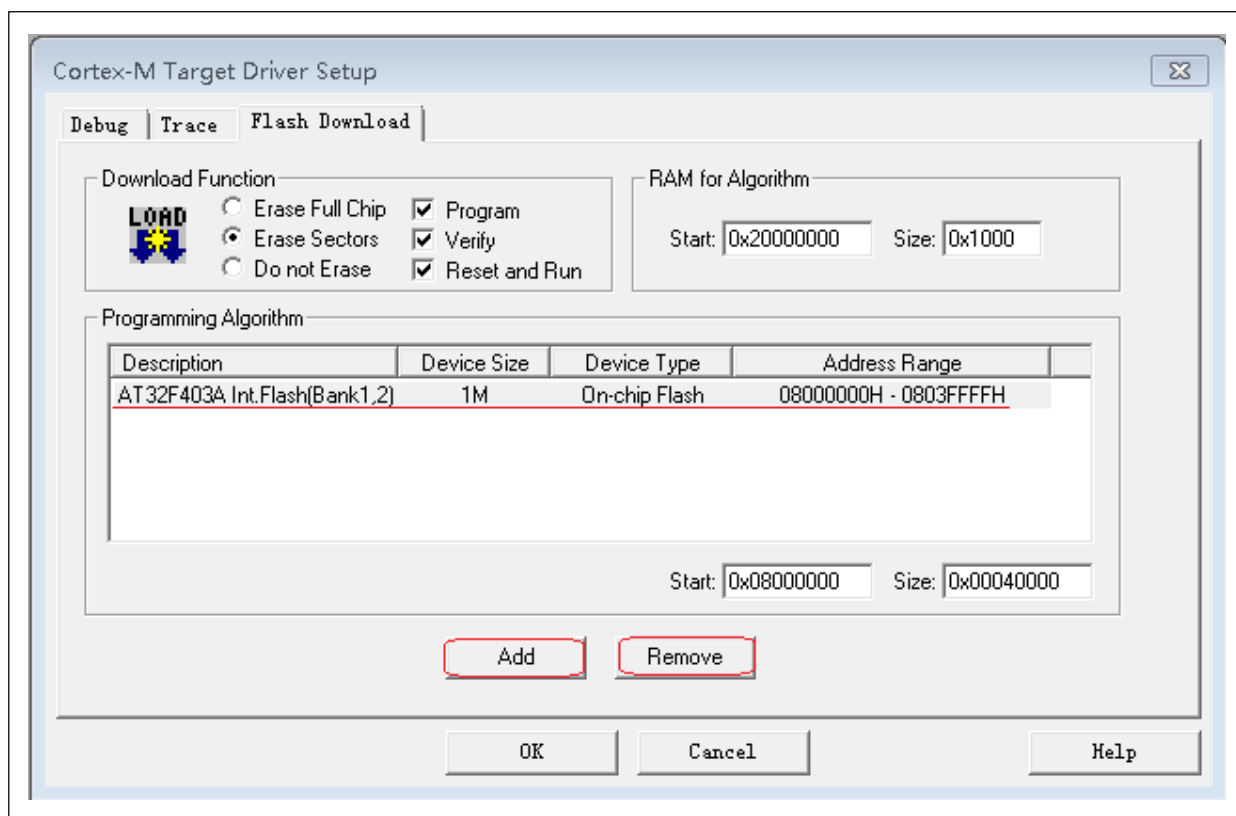 Cortex-M Target Driver Setup
Debug Trace Flash Download
Download Function
RAM for Algorithm
LOAD
Erase Full Chip Program
Erase Sectors Verify
Do not Erase Reset and Run
Start: 0x20000000 Size: 0x1000
Programming Algorithm
Description Device Size Device Type Address Range
AT32F403A Int.Flash(Bank1,2) 1M On-chip Flash 08000000H - 0803FFFFH
Start: 0x08000000 Size: 0x00040000
Add Remove
OK Cancel Help